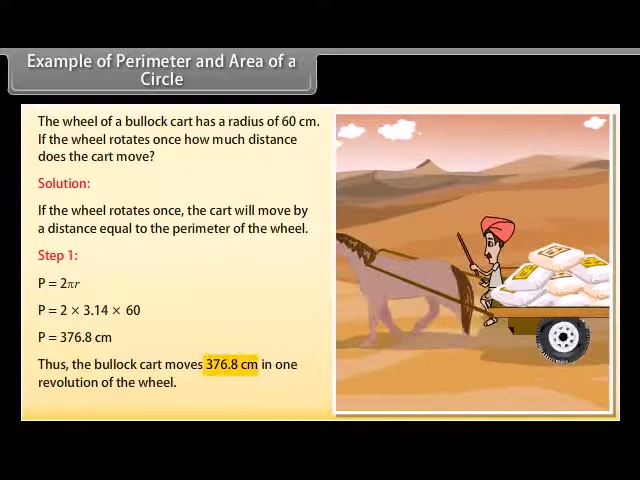 Example of Perimeter and Area of a
Circle
The wheel of a bullock cart has a radius of 60 cm.
If the wheel rotates once how much distance
does the cart move?
Solution:
If the wheel rotates once, the cart will move by
a distance equal to the perimeter of the wheel.
Step 1:
P = 2πr
P = 2 × 3.14 × 60
P = 376.8 cm
Thus, the bullock cart moves 376.8 cm in one
revolution of the wheel.